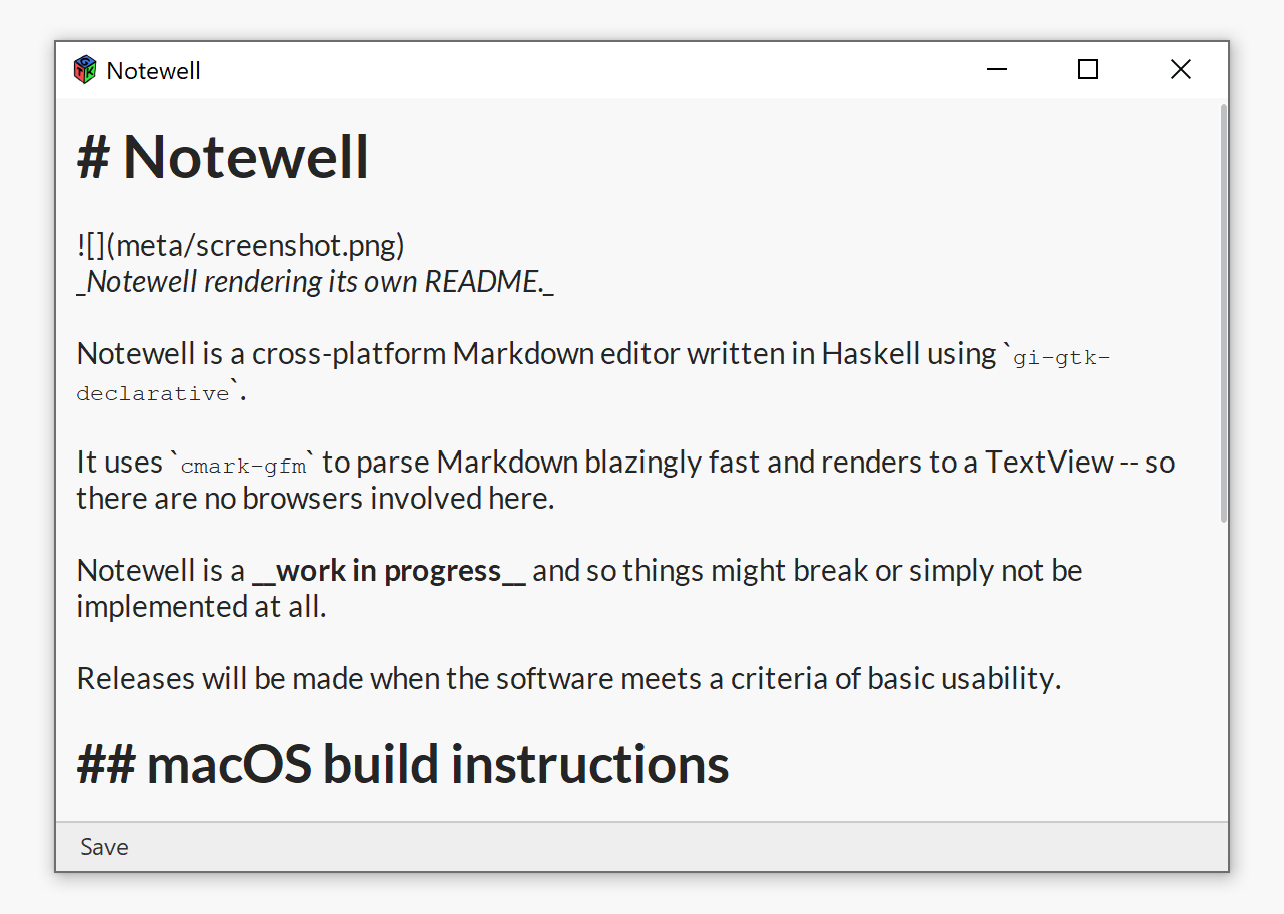 Notewell
# Notewell
![](meta/screenshot.png)
_Notewell rendering its own README._
Notewell is a cross-platform Markdown editor written in Haskell using `gi-gtk-
declarative`.
It uses `cmark-gfm` to parse Markdown blazingly fast and renders to a TextView -- so
there are no browsers involved here.
Notewell is a __work in progress__ and so things might break or simply not be
implemented at all.
Releases will be made when the software meets a criteria of basic usability.
## macOS build instructions
Save